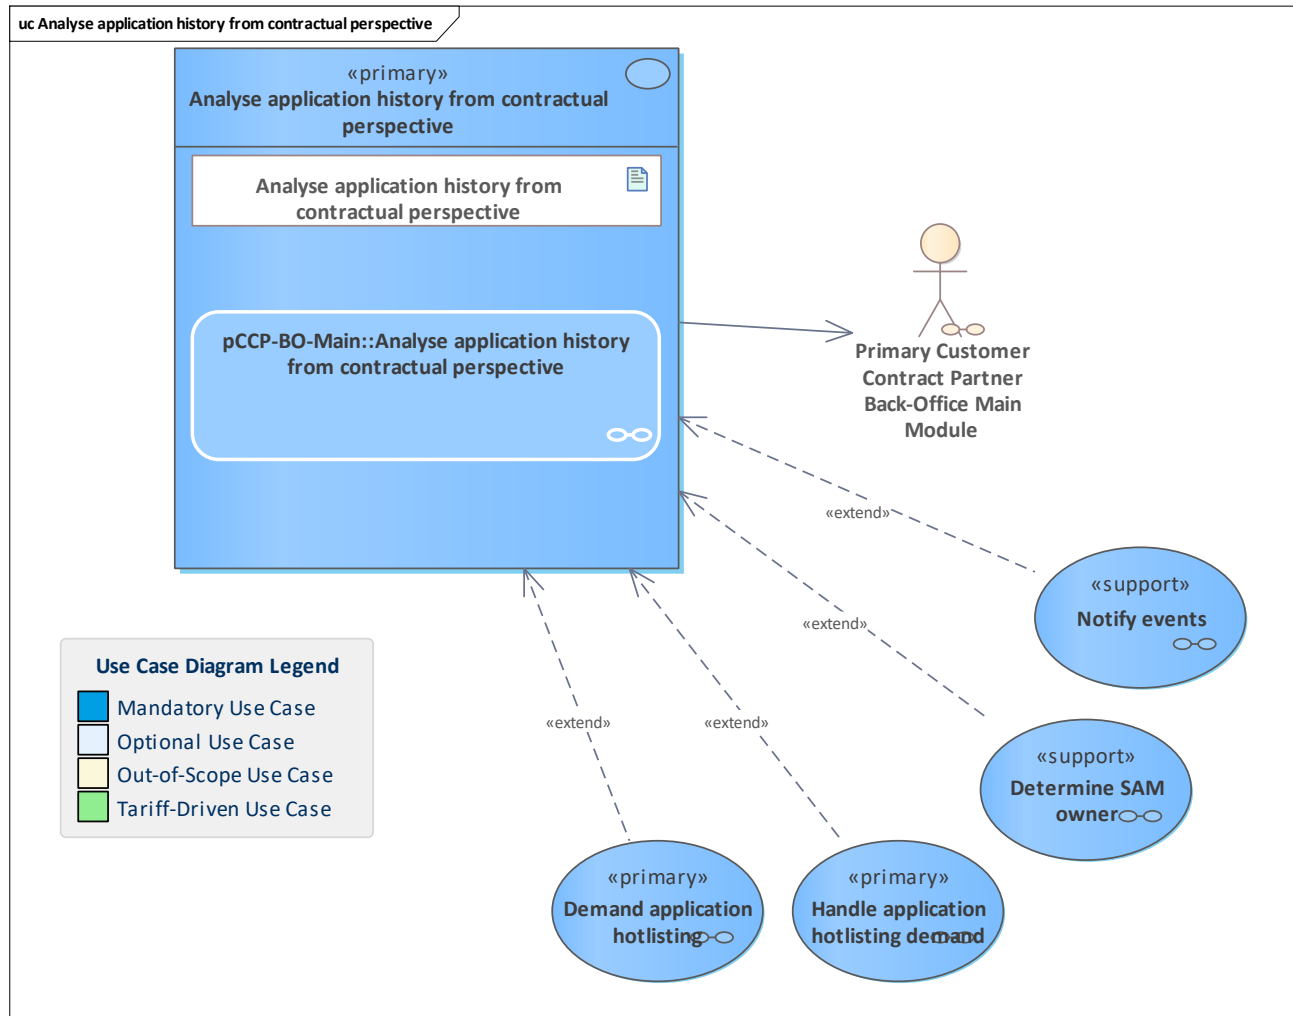 uc Analyse application history from contractual perspective
«primary»
Analyse application history from contractual
perspective
Analyse application history from
contractual perspective
pCCP-BO-Main::Analyse application history
from contractual perspective
Primary Customer
Contract Partner
Back-Office Main
Module
«extend»
«support»
Notify events
«extend»
«support»
Determine SAM
owner
Use Case Diagram Legend
Mandatory Use Case
Optional Use Case
Out-of-Scope Use Case
Tariff-Driven Use Case
«extend»
«extend»
«primary»
Demand application
hotlisting
«primary»
Handle application
hotlisting demand